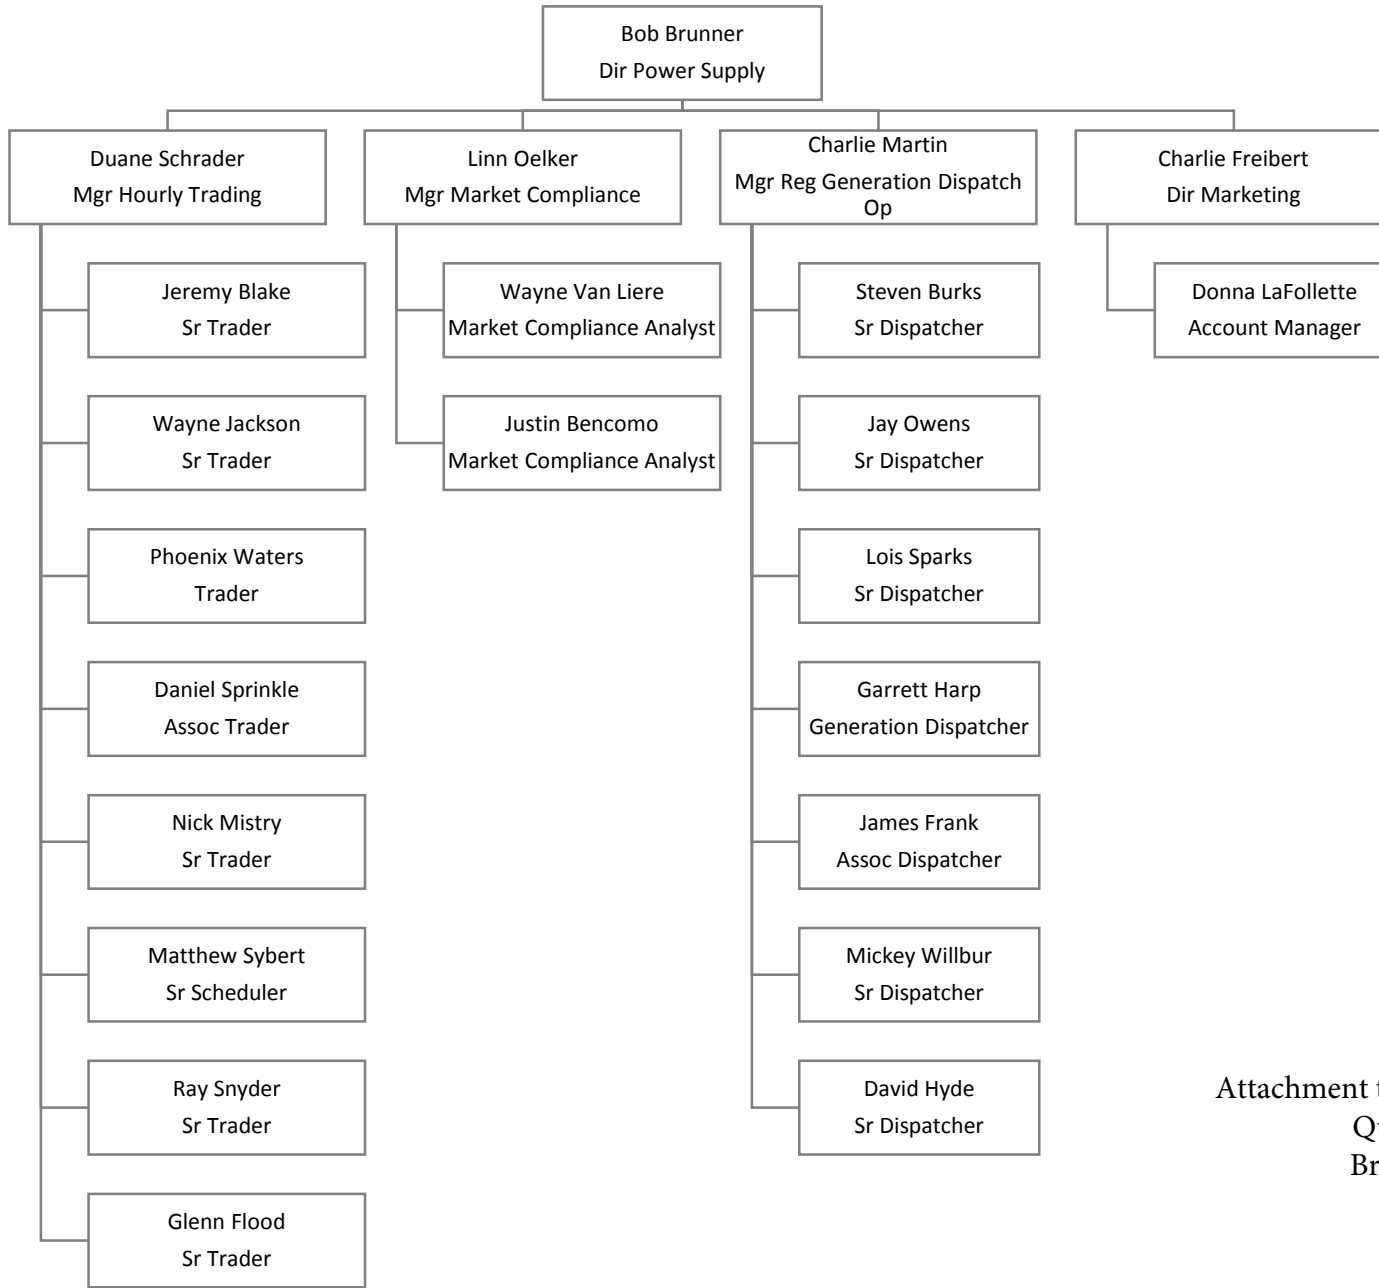 Bob Brunner
Dir Power Supply
Duane Schrader
Mgr Hourly Trading
Jeremy Blake
Sr Trader
Wayne Jackson
Sr Trader
Phoenix Waters
Trader
Daniel Sprinkle
Assoc Trader
Nick Mistry
Sr Trader
Matthew Sybert
Sr Scheduler
Ray Snyder
Sr Trader
Glenn Flood
Sr Trader
Linn Oelker
Mgr Market Compliance
Wayne Van Liere
Market Compliance Analyst
Justin Bencomo
Market Compliance Analyst
Charlie Martin
Mgr Reg Generation Dispatch
Op
Steven Burks
Sr Dispatcher
Jay Owens
Sr Dispatcher
Lois Sparks
Sr Dispatcher
Garrett Harp
Generation Dispatcher
James Frank
Assoc Dispatcher
Mickey Willbur
Sr Dispatcher
David Hyde
Sr Dispatcher
Charlie Freibert
Dir Marketing
Donna LaFollette
Account Manager
Attachment